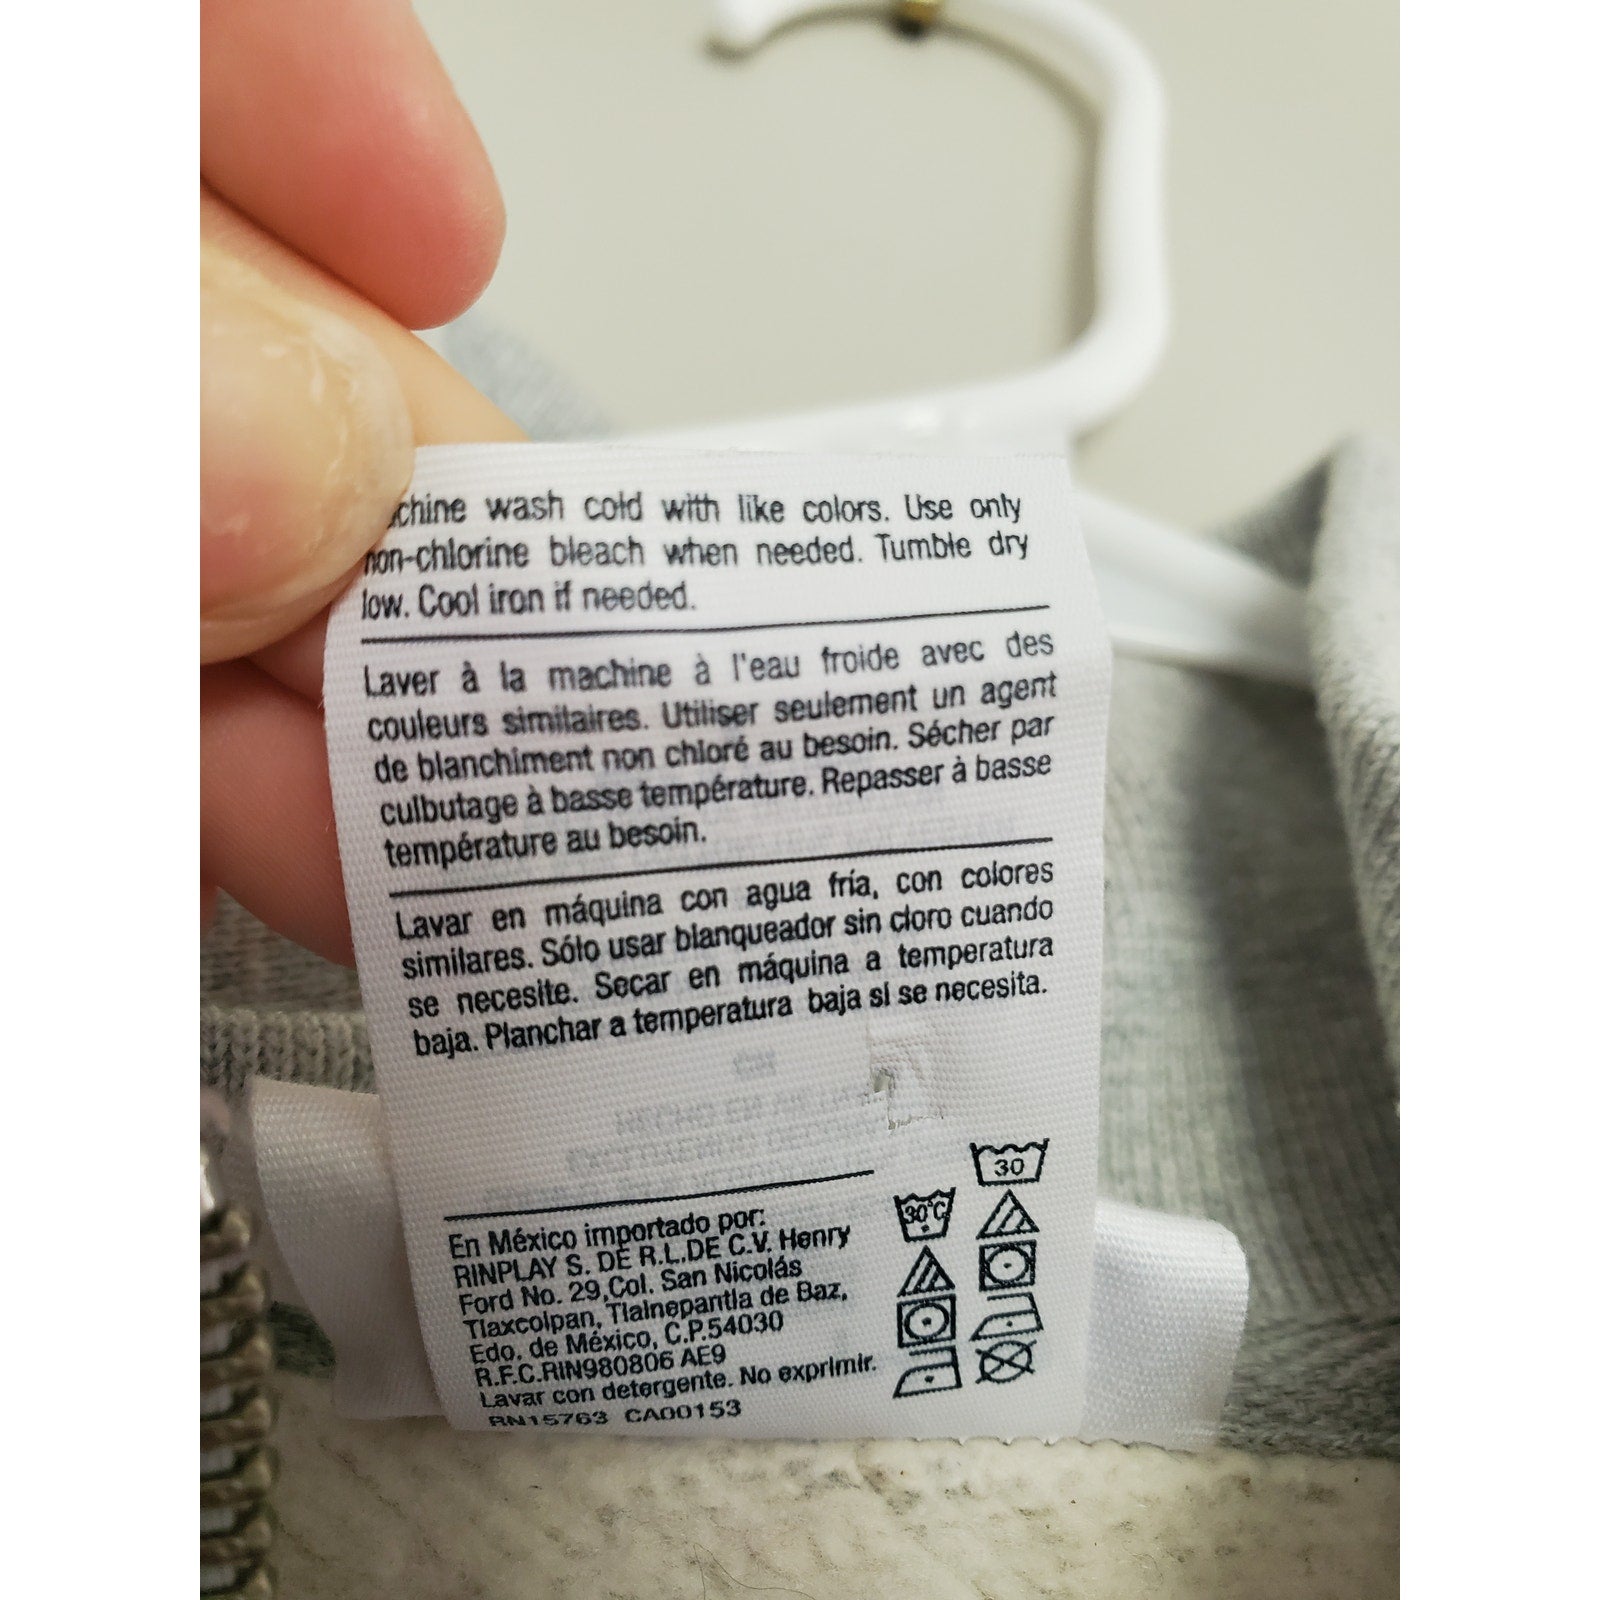 chine wash cold with like colors. Use only
non-chlorine bleach when needed. Tumble dry
low. Cool iron if needed.
Laver à la machine à l'eau froide avec des
couleurs similaires. Utiliser seulement un agent
de blanchiment non chloré au besoin. Sécher par
culbutage à basse température. Repasser à basse
température au besoin.
Lavar en máquina con agua fría, con colores
similares. Sólo usar blanqueador sin cloro cuando
se necesite. Secar en máquina a temperatura
baja. Planchar a temperatura baja si se necesita.
En México importado por:
RINPLAY S. DE R.L.DE C.V. Henry
Ford No. 29,Col. San Nicolás
Tlaxcolpan, Tlalnepantla de Baz,
Edo. de México, C.P.54030
R.F.C.RIN980806 AE9
Lavar con detergente. No exprimir.
RN15763 CA00153
30
30°C